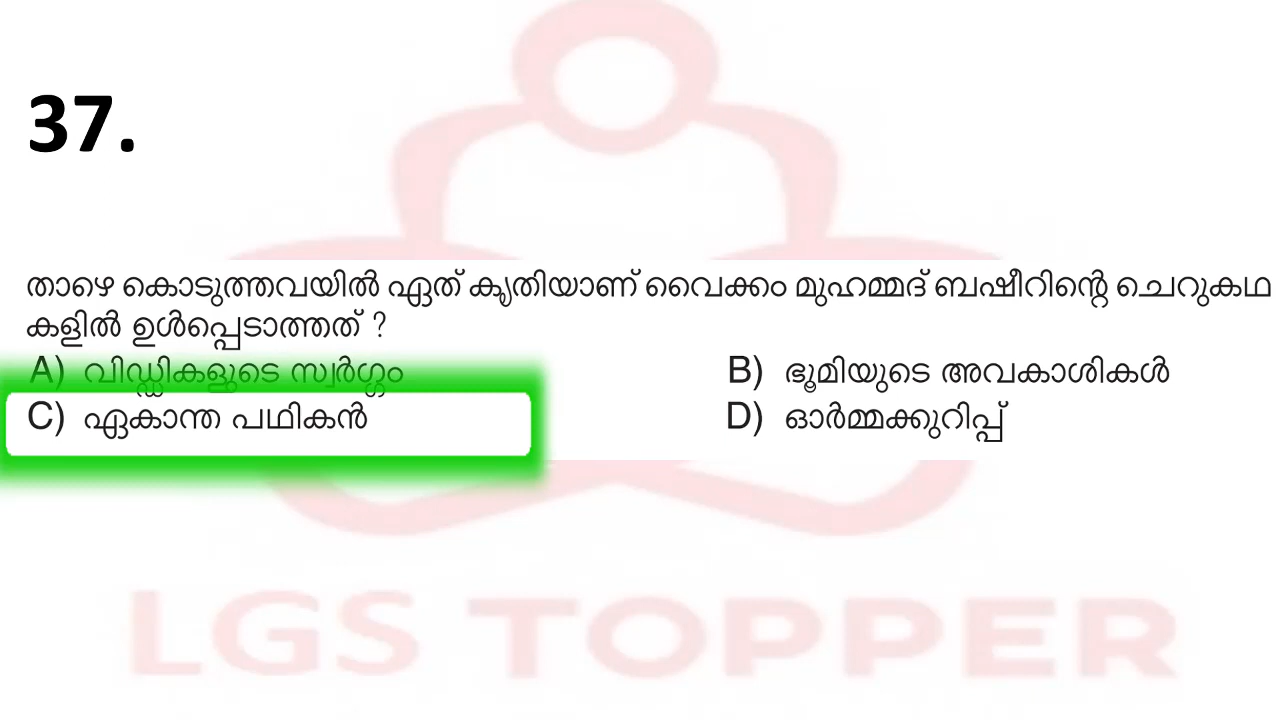 37.
താഴെ കൊടുത്തവയിൽ ഏത് കൃതിയാണ് വൈക്കം മുഹമ്മദ് ബഷീറിന്റെ ചെറുകഥ
കളിൽ ഉൾപ്പെടാത്തത് ?
A) വിഡ്ഢികളുടെ സ്വർഗ്ഗം B) ഭൂമിയുടെ അവകാശികൾ
C) ഏകാന്ത പഥികൻ D) ഓർമ്മക്കുറിപ്പ്
LGS TOPPER